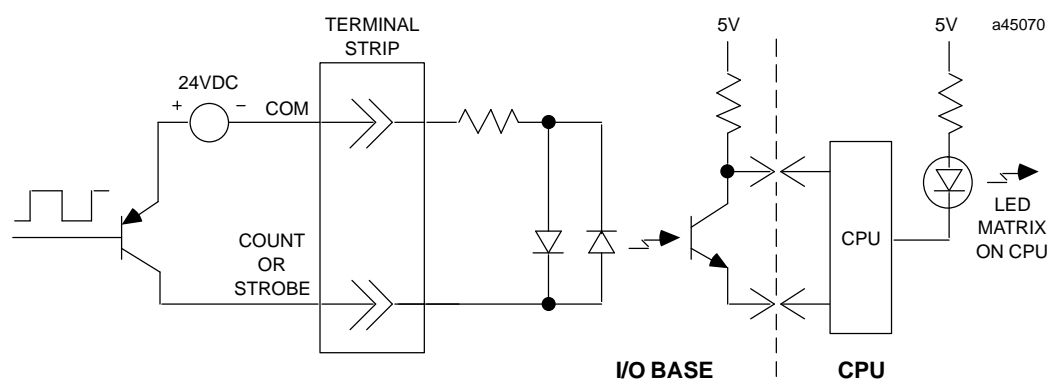 TERMINAL
STRIP
5V
5V
a45070
24VDC
+
−
COM
COUNT
OR
STROBE
CPU
LED
MATRIX
ON CPU
I/O BASE
CPU